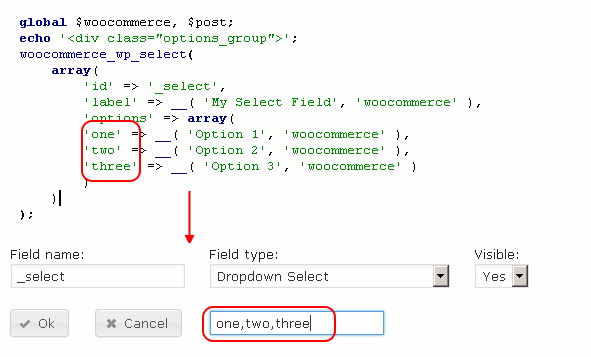 global $woocommerce, $post;
echo '<div class="options_group">';
woocommerce_wp_select(
array(
'id' => '_select',
'label' => __( 'My Select Field', 'woocommerce' ),
'options' => array(
'one' => __( 'Option 1', 'woocommerce' ),
'two' => __( 'Option 2', 'woocommerce' ),
'three' => __( 'Option 3', 'woocommerce' )
)
)
);
Field name: Field type: Visible:
_select Dropdown Select Yes
Ok Cancel one,two,three